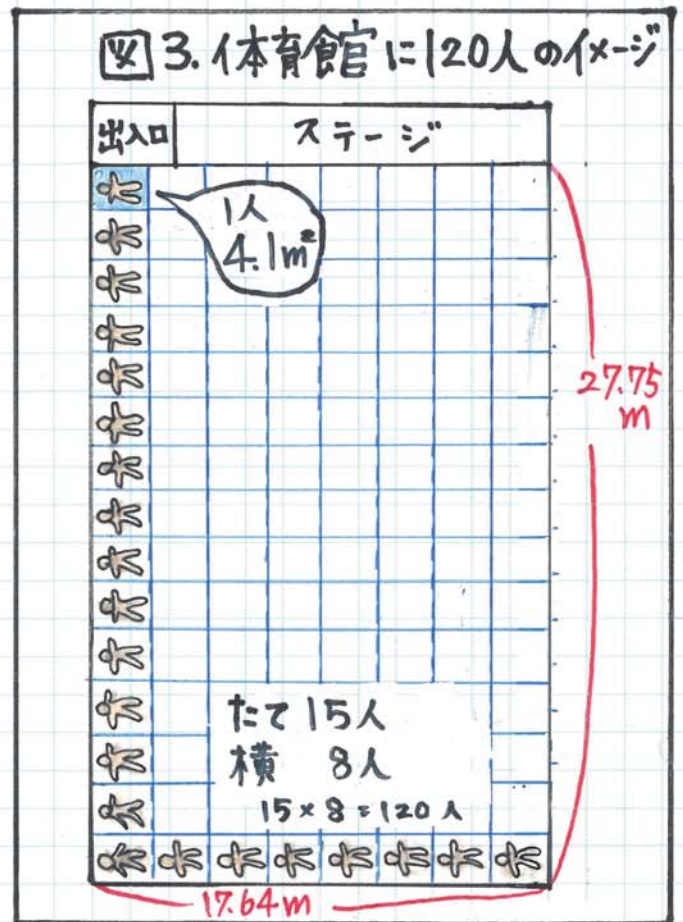 図3.体育館に120人のイメージ
出入口
ステージ
1人
4.1m²
27.75
m
たて15人
横 8人
15×8=120人
17.64m